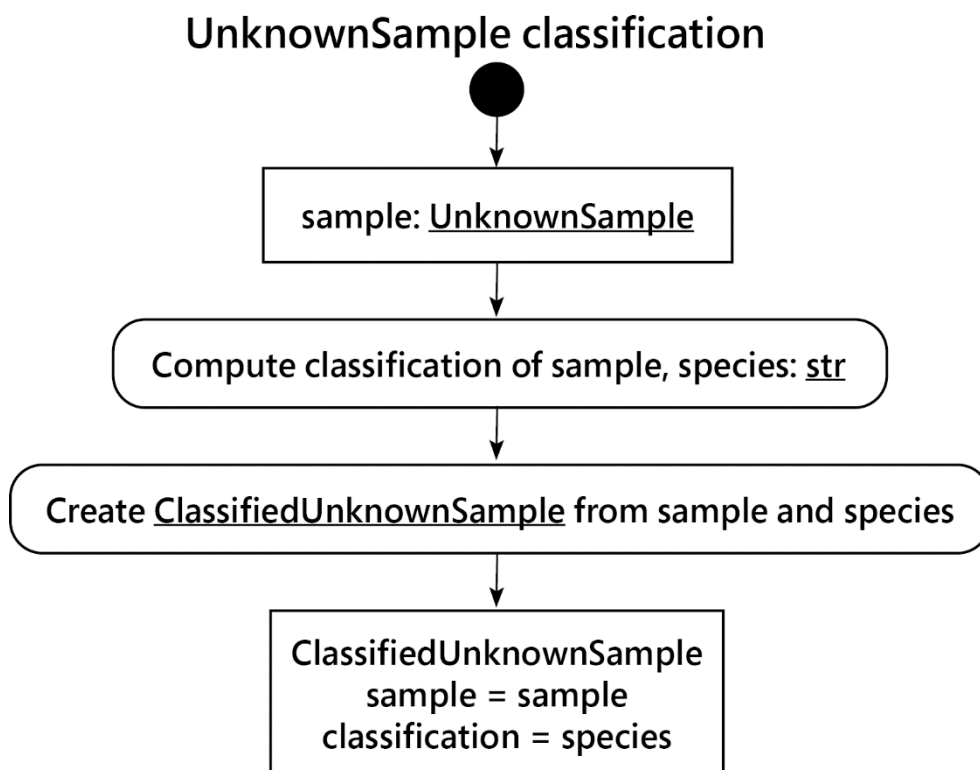 UnknownSample classification
sample: UnknownSample
Compute classification of sample, species: str
Create ClassifiedUnknownSample from sample and species
ClassifiedUnknownSample
sample = sample
classification = species